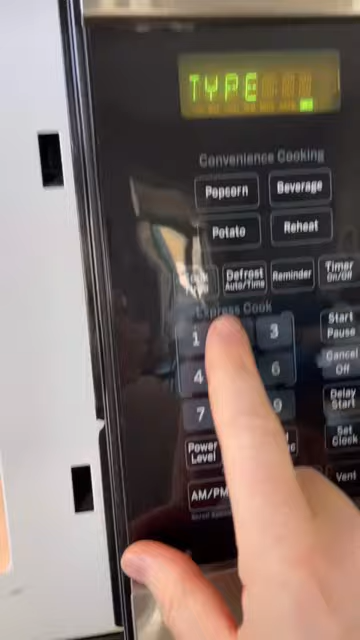 TYPE
Convenience Cooking
Popcorn
Beverage
Potato
Reheat
Defrost
Auto/Time
Reminder
Timer
On/Off
Express Cook
1
3
Start
Pause
4
6
Cancel
Off
7
9
Delay
Start
Power
Level
Set
Clock
AM/PM
Vent